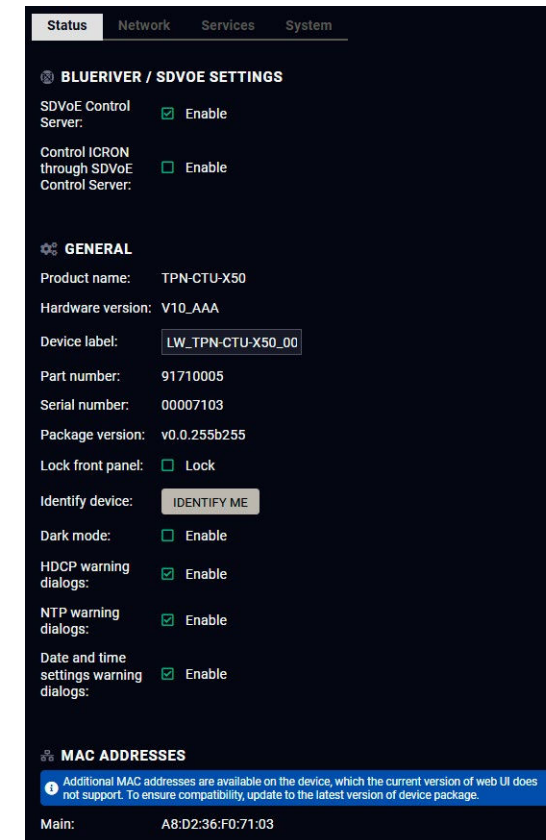 Status Network Services System
BLUERIVER / SDVOE SETTINGS
SDVoE Control
Server:
Enable
Control ICRON
through SDVoE
Control Server:
Enable
GENERAL
Product name: TPN-CTU-X50
Hardware version: V10_AAA
Device label: LW_TPN-CTU-X50_00
Part number: 91710005
Serial number: 00007103
Package version: v0.0.255b255
Lock front panel: Lock
Identify device: IDENTIFY ME
Dark mode: Enable
HDCP warning
dialogs:
Enable
NTP warning
dialogs:
Enable
Date and time
settings warning
dialogs:
Enable
MAC ADDRESSES
Additional MAC addresses are available on the device, which the current version of web UI does
not support. To ensure compatibility, update to the latest version of device package.
Main: A8:D2:36:F0:71:03